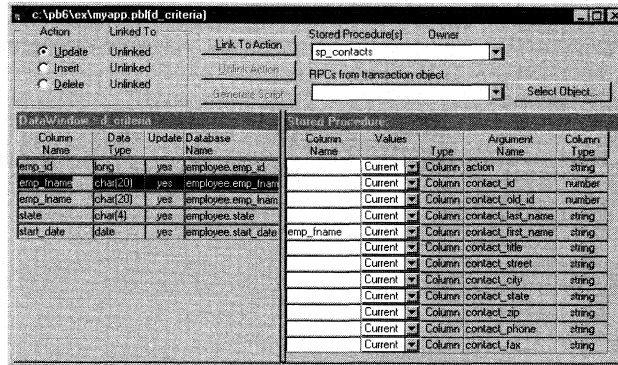 c:\pb6\ex\myapp.pbl(d_criteria)
Action Linked To
Update Unlinked
Insert Unlinked
Delete Unlinked
Link To Action
Unlink Action
Generate Script
Stored Procedure(s) Owner
sp_contacts
RPCs from transaction object
Select Object...
DataWindow : d_criteria
Column Name Data Type Update Database Name
emp_id long yes employee.emp_id
emp_fname char(20) yes employee.emp_fnam
emp_lname char(20) yes employee.emp_lnam
state char(4) yes employee.state
start_date date yes employee.start_date
Stored Procedure:
Column Name Values Type Argument Name Column Type
Current Column action string
Current Column contact_id number
Current Column contact_old_id number
Current Column contact_last_name string
emp_fname Current Column contact_first_name string
Current Column contact_title string
Current Column contact_street string
Current Column contact_city string
Current Column contact_state string
Current Column contact_zip string
Current Column contact_phone string
Current Column contact_fax string